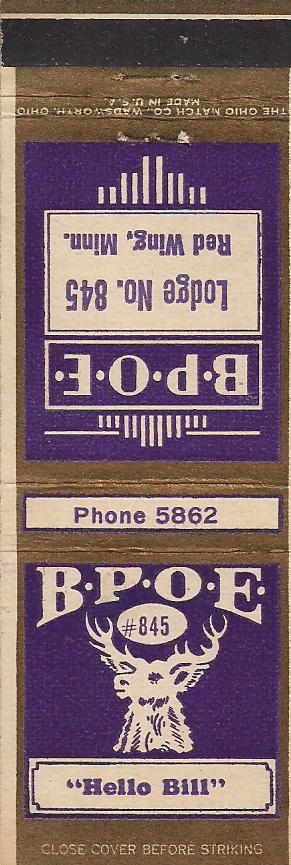 THE OHIO MATCH CO., WADSWORTH, OHIO
MADE IN U.S.A.
B·P·O·E·
Lodge No. 845
Red Wing, Minn.
Phone 5862
B·P·O·E·
#845
"Hello Bill"
CLOSE COVER BEFORE STRIKING